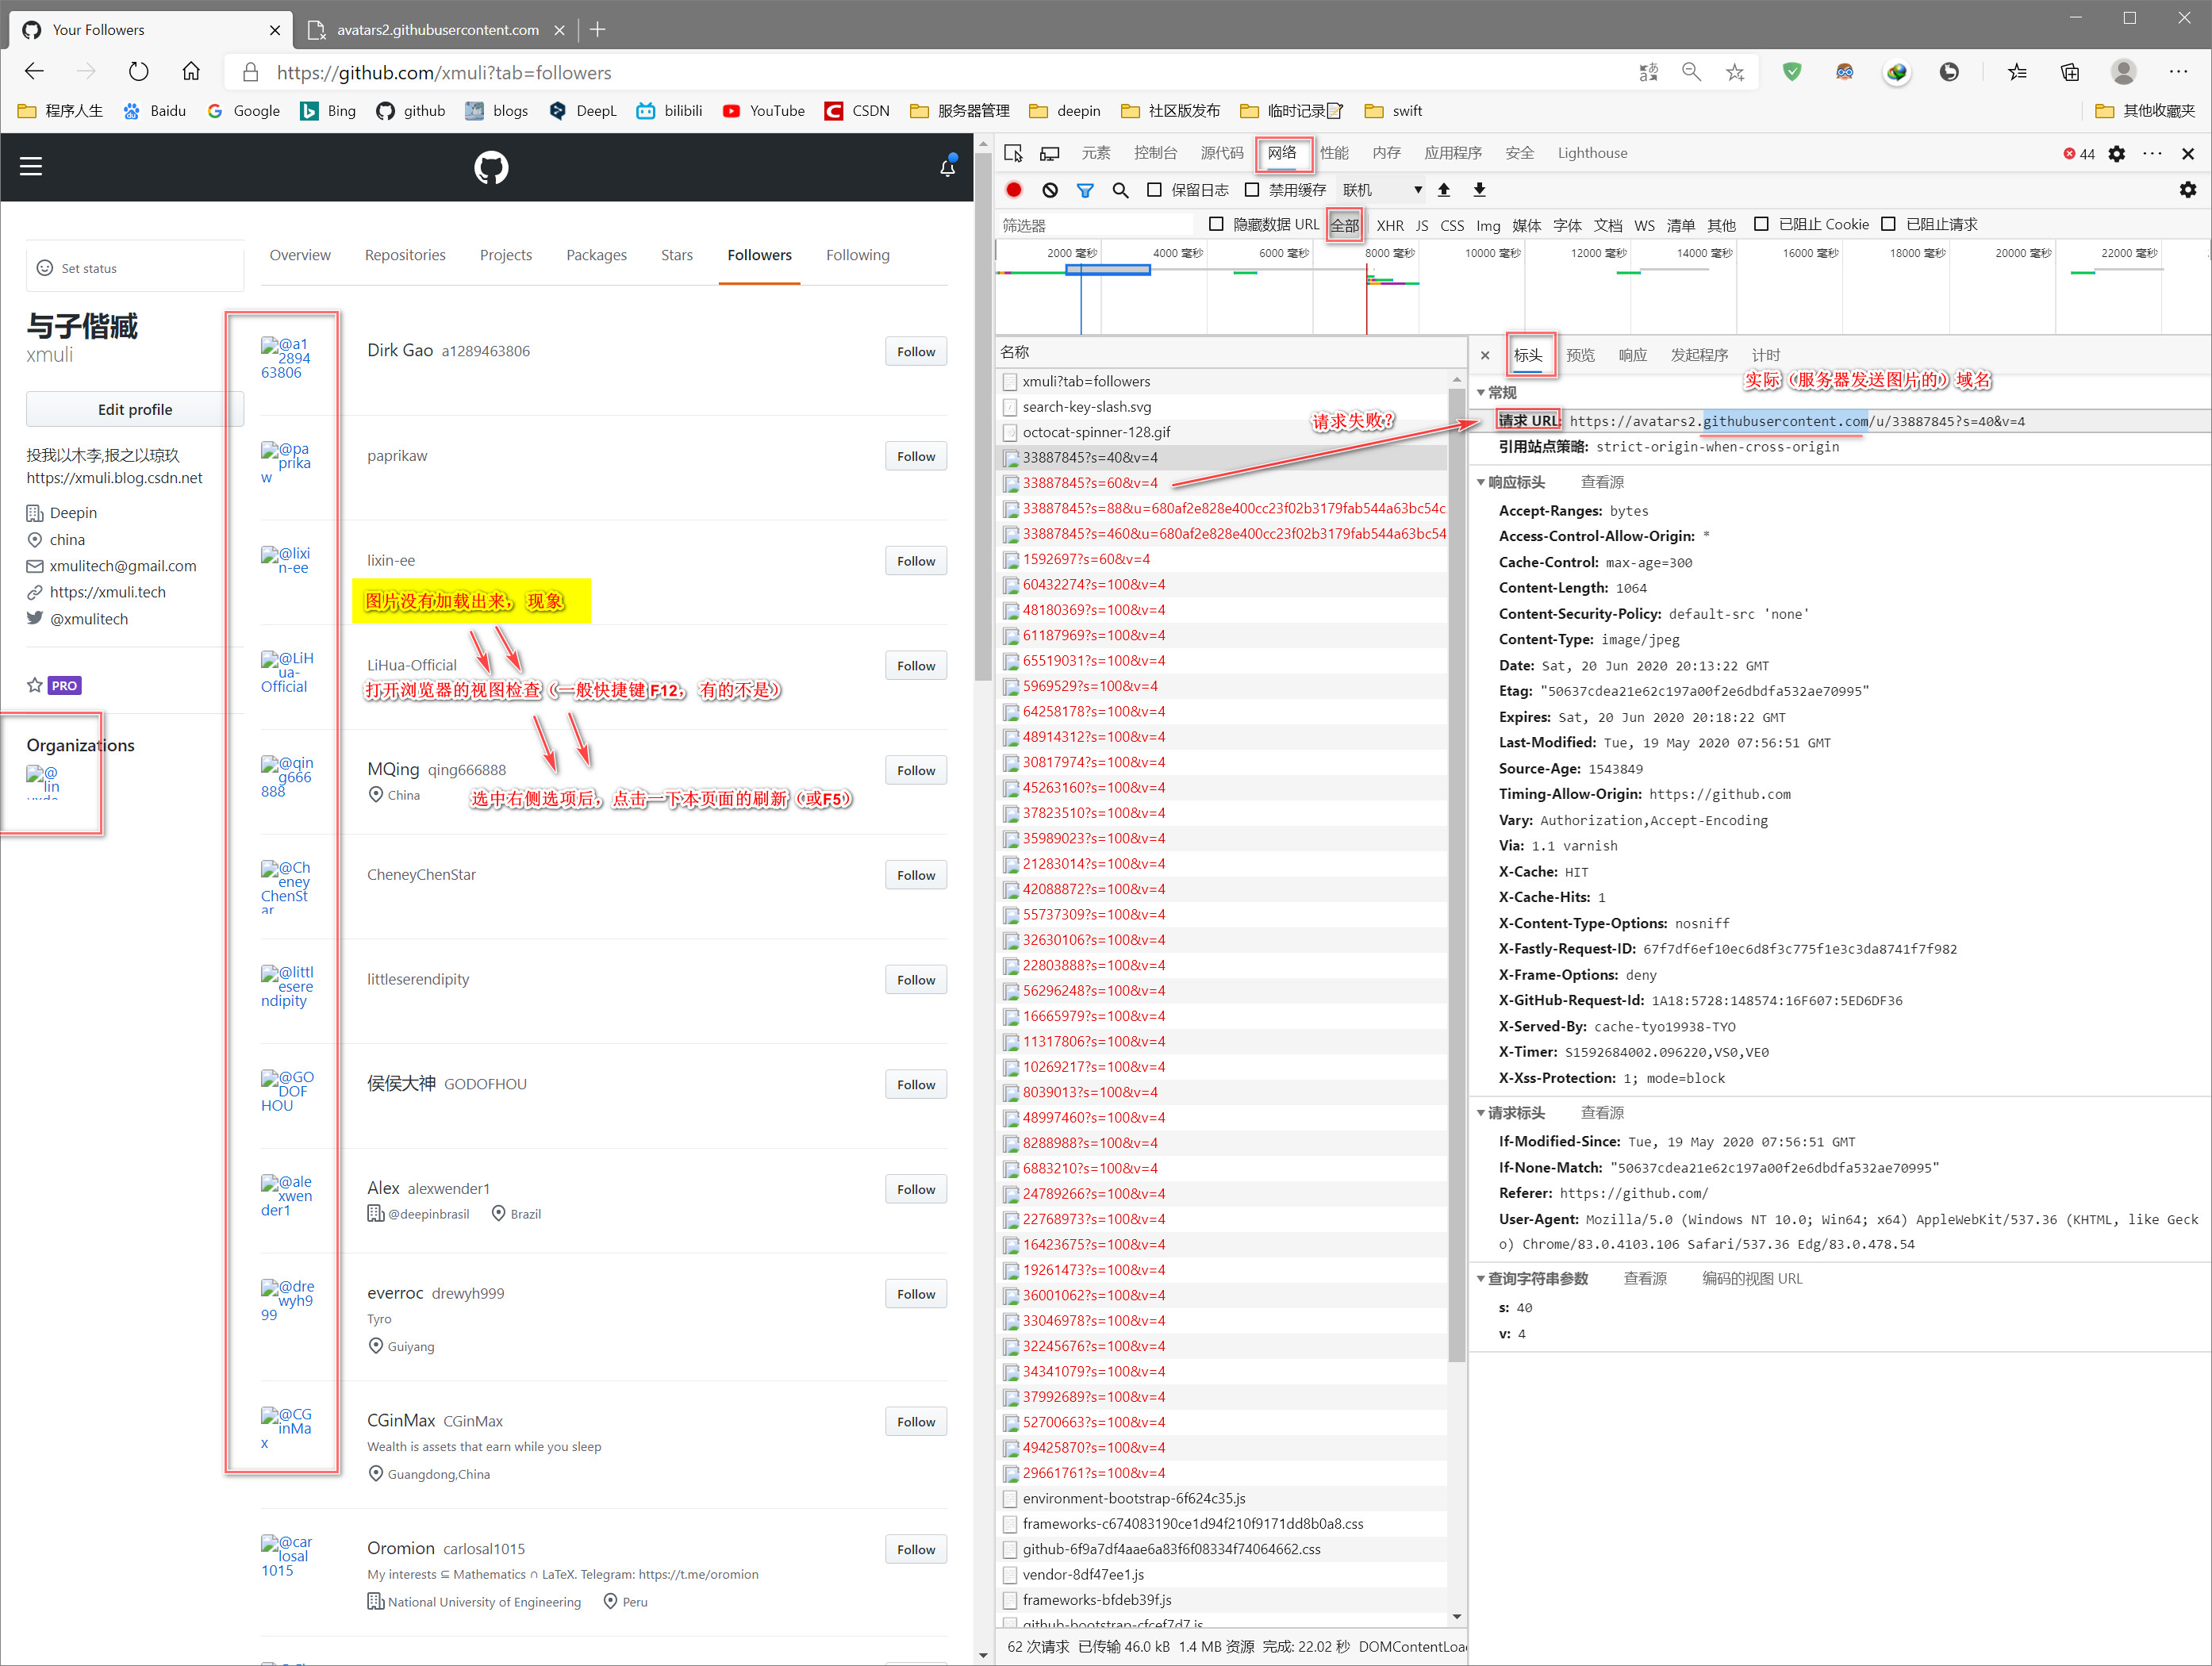 Your Followers
avatars2.githubusercontent.com
https://github.com/xmuli?tab=followers
程序人生 Baidu Google Bing github blogs DeepL bilibili YouTube CSDN 服务器管理 deepin 社区版发布 临时记录 swift 其他收藏夹
Set status
与子偕臧
xmuli
Edit profile
投我以木李,报之以琼玖
https://xmuli.blog.csdn.net
Deepin
china
xmulitech@gmail.com
https://xmuli.tech
@xmulitech
PRO
Organizations
@
lin
Overview Repositories Projects Packages Stars Followers Following
@a1
2894
63806
Dirk Gao a1289463806
Follow
@pa
prika
w
paprikaw
Follow
@lixi
n-ee
lixin-ee
Follow
图片没有加载出来， 现象
@LiH
ua-
Official
LiHua-Official
Follow
打开浏览器的视图检查（一般快捷键 F12， 有的不是）
@qin
g666
888
MQing qing666888
China
Follow
选中右侧选项后，点击一下本页面的刷新（或F5）
@Ch
eney
ChenSt
ar
CheneyChenStar
Follow
@littl
esere
ndipity
littleserendipity
Follow
@GO
DOF
HOU
侯侯大神 GODOFHOU
Follow
@ale
xwen
der1
Alex alexwender1
@deepinbrasil Brazil
Follow
@dre
wyh9
99
everroc drewyh999
Tyro
Guiyang
Follow
@CG
inMa
x
CGinMax CGinMax
Wealth is assets that earn while you sleep
Guangdong,China
Follow
@car
losal
1015
Oromion carlosal1015
My interests ⊆ Mathematics ∩ LaTeX. Telegram: https://t.me/oromion
National University of Engineering Peru
Follow
元素 控制台 源代码 网络 性能 内存 应用程序 安全 Lighthouse 44
保留日志 禁用缓存 联机
筛选器 隐藏数据 URL 全部 XHR JS CSS Img 媒体 字体 文档 WS 清单 其他 已阻止 Cookie 已阻止请求
2000 毫秒 4000 毫秒 6000 毫秒 8000 毫秒 10000 毫秒 12000 毫秒 14000 毫秒 16000 毫秒 18000 毫秒 20000 毫秒 22000 毫秒
名称
xmuli?tab=followers
search-key-slash.svg
octocat-spinner-128.gif
33887845?s=40&v=4
33887845?s=60&v=4
33887845?s=88&u=680af2e828e400cc23f02b3179fab544a63bc54c
33887845?s=460&u=680af2e828e400cc23f02b3179fab544a63bc54
1592697?s=60&v=4
60432274?s=100&v=4
48180369?s=100&v=4
61187969?s=100&v=4
65519031?s=100&v=4
5969529?s=100&v=4
64258178?s=100&v=4
48914312?s=100&v=4
30817974?s=100&v=4
45263160?s=100&v=4
37823510?s=100&v=4
35989023?s=100&v=4
21283014?s=100&v=4
42088872?s=100&v=4
55737309?s=100&v=4
32630106?s=100&v=4
22803888?s=100&v=4
56296248?s=100&v=4
16665979?s=100&v=4
11317806?s=100&v=4
10269217?s=100&v=4
8039013?s=100&v=4
48997460?s=100&v=4
8288988?s=100&v=4
6883210?s=100&v=4
24789266?s=100&v=4
22768973?s=100&v=4
16423675?s=100&v=4
19261473?s=100&v=4
36001062?s=100&v=4
33046978?s=100&v=4
32245676?s=100&v=4
34341079?s=100&v=4
37992689?s=100&v=4
52700663?s=100&v=4
49425870?s=100&v=4
29661761?s=100&v=4
environment-bootstrap-6f624c35.js
frameworks-c674083190ce1d94f210f9171dd8b0a8.css
github-6f9a7df4aae6a83f6f08334f74064662.css
vendor-8df47ee1.js
frameworks-bfdeb39f.js
github-bootstrap-cfcef7d7.js
62 次请求 已传输 46.0 kB 1.4 MB 资源 完成: 22.02 秒 DOMContentLoa
请求失败?
标头 预览 响应 发起程序 计时
实际（服务器发送图片的）域名
常规
请求 URL: https://avatars2.githubusercontent.com/u/33887845?s=40&v=4
引用站点策略: strict-origin-when-cross-origin
响应标头 查看源
Accept-Ranges: bytes
Access-Control-Allow-Origin: *
Cache-Control: max-age=300
Content-Length: 1064
Content-Security-Policy: default-src 'none'
Content-Type: image/jpeg
Date: Sat, 20 Jun 2020 20:13:22 GMT
Etag: "50637cdea21e62c197a00f2e6dbdfa532ae70995"
Expires: Sat, 20 Jun 2020 20:18:22 GMT
Last-Modified: Tue, 19 May 2020 07:56:51 GMT
Source-Age: 1543849
Timing-Allow-Origin: https://github.com
Vary: Authorization,Accept-Encoding
Via: 1.1 varnish
X-Cache: HIT
X-Cache-Hits: 1
X-Content-Type-Options: nosniff
X-Fastly-Request-ID: 67f7df6ef10ec6d8f3c775f1e3c3da8741f7f982
X-Frame-Options: deny
X-GitHub-Request-Id: 1A18:5728:148574:16F607:5ED6DF36
X-Served-By: cache-tyo19938-TYO
X-Timer: S1592684002.096220,VS0,VE0
X-Xss-Protection: 1; mode=block
请求标头 查看源
If-Modified-Since: Tue, 19 May 2020 07:56:51 GMT
If-None-Match: "50637cdea21e62c197a00f2e6dbdfa532ae70995"
Referer: https://github.com/
User-Agent: Mozilla/5.0 (Windows NT 10.0; Win64; x64) AppleWebKit/537.36 (KHTML, like Geck
o) Chrome/83.0.4103.106 Safari/537.36 Edg/83.0.478.54
查询字符串参数 查看源 编码的视图 URL
s: 40
v: 4